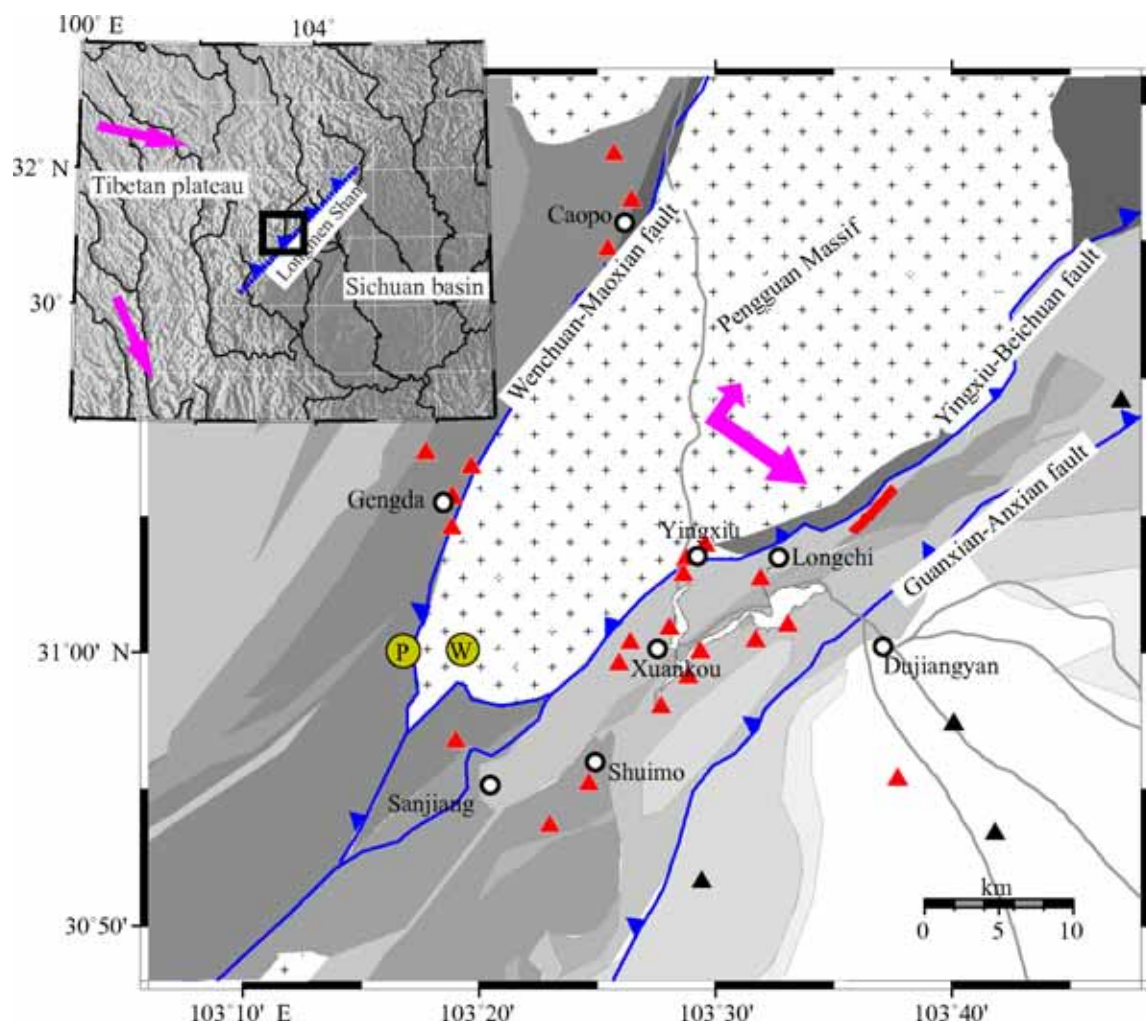 100° E
104°
32° N
Tibetan plateau
30°
Sichuan basin
Caopo
Wenchuan-Maoxian fault
Pengguan Massif
Yingxiu-Beichuan fault
Guanxian-Anxian fault
Gengda
Yingxiu
Longchi
P
W
31°00' N
Xuankou
Dujiangyan
Shuimo
Sanjiang
km
0
5
10
30°50'
103°10' E
103°20'
103°30'
103°40'